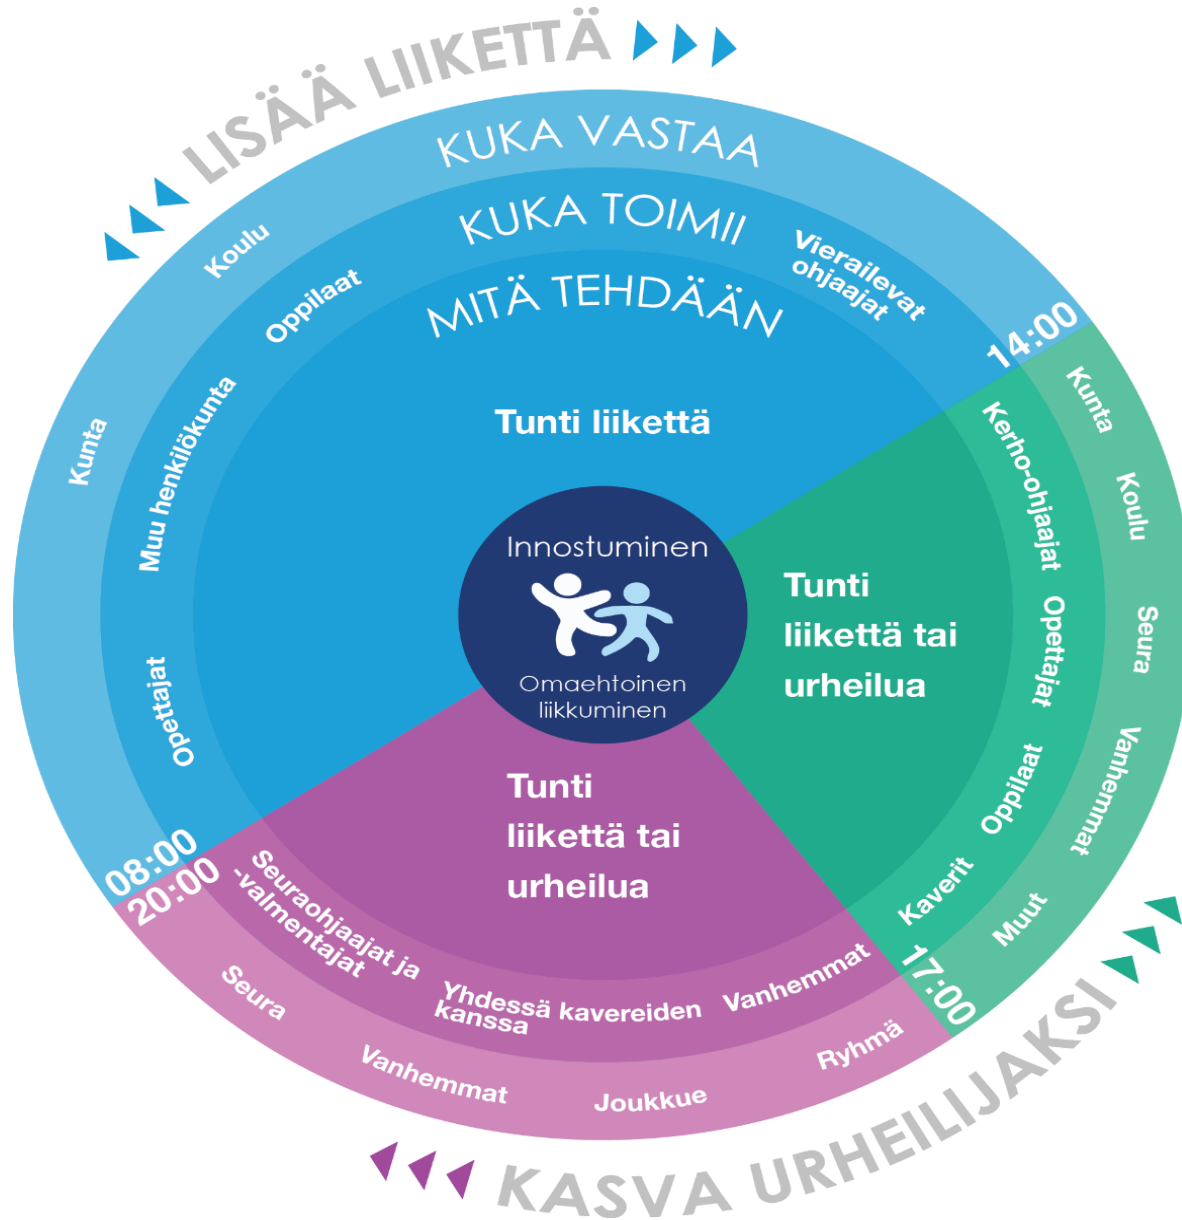 LISÄÄ LIIKETTÄ
KUKA VASTAA
KUKA TOIMII
MITÄ TEHDÄÄN
Koulu
Kunta
Oppilaat
Muu henkilökunta
Opettajat
Vierailevat
ohjaajat
Tunti liikettä
08:00
14:00
Innostuminen
Omaehtoinen
liikkuminen
Tunti
liikettä tai
urheilua
Kerho-ohjaajat
Opettajat
Oppilaat
Kaverit
Kunta
Koulu
Seura
Vanhemmat
Muut
17:00
Tunti
liikettä tai
urheilua
20:00
Seuraohjaajat ja
-valmentajat
Yhdessä kavereiden
kanssa
Vanhemmat
Seura
Vanhemmat
Joukkue
Ryhmä
KASVA URHEILIJAKSI